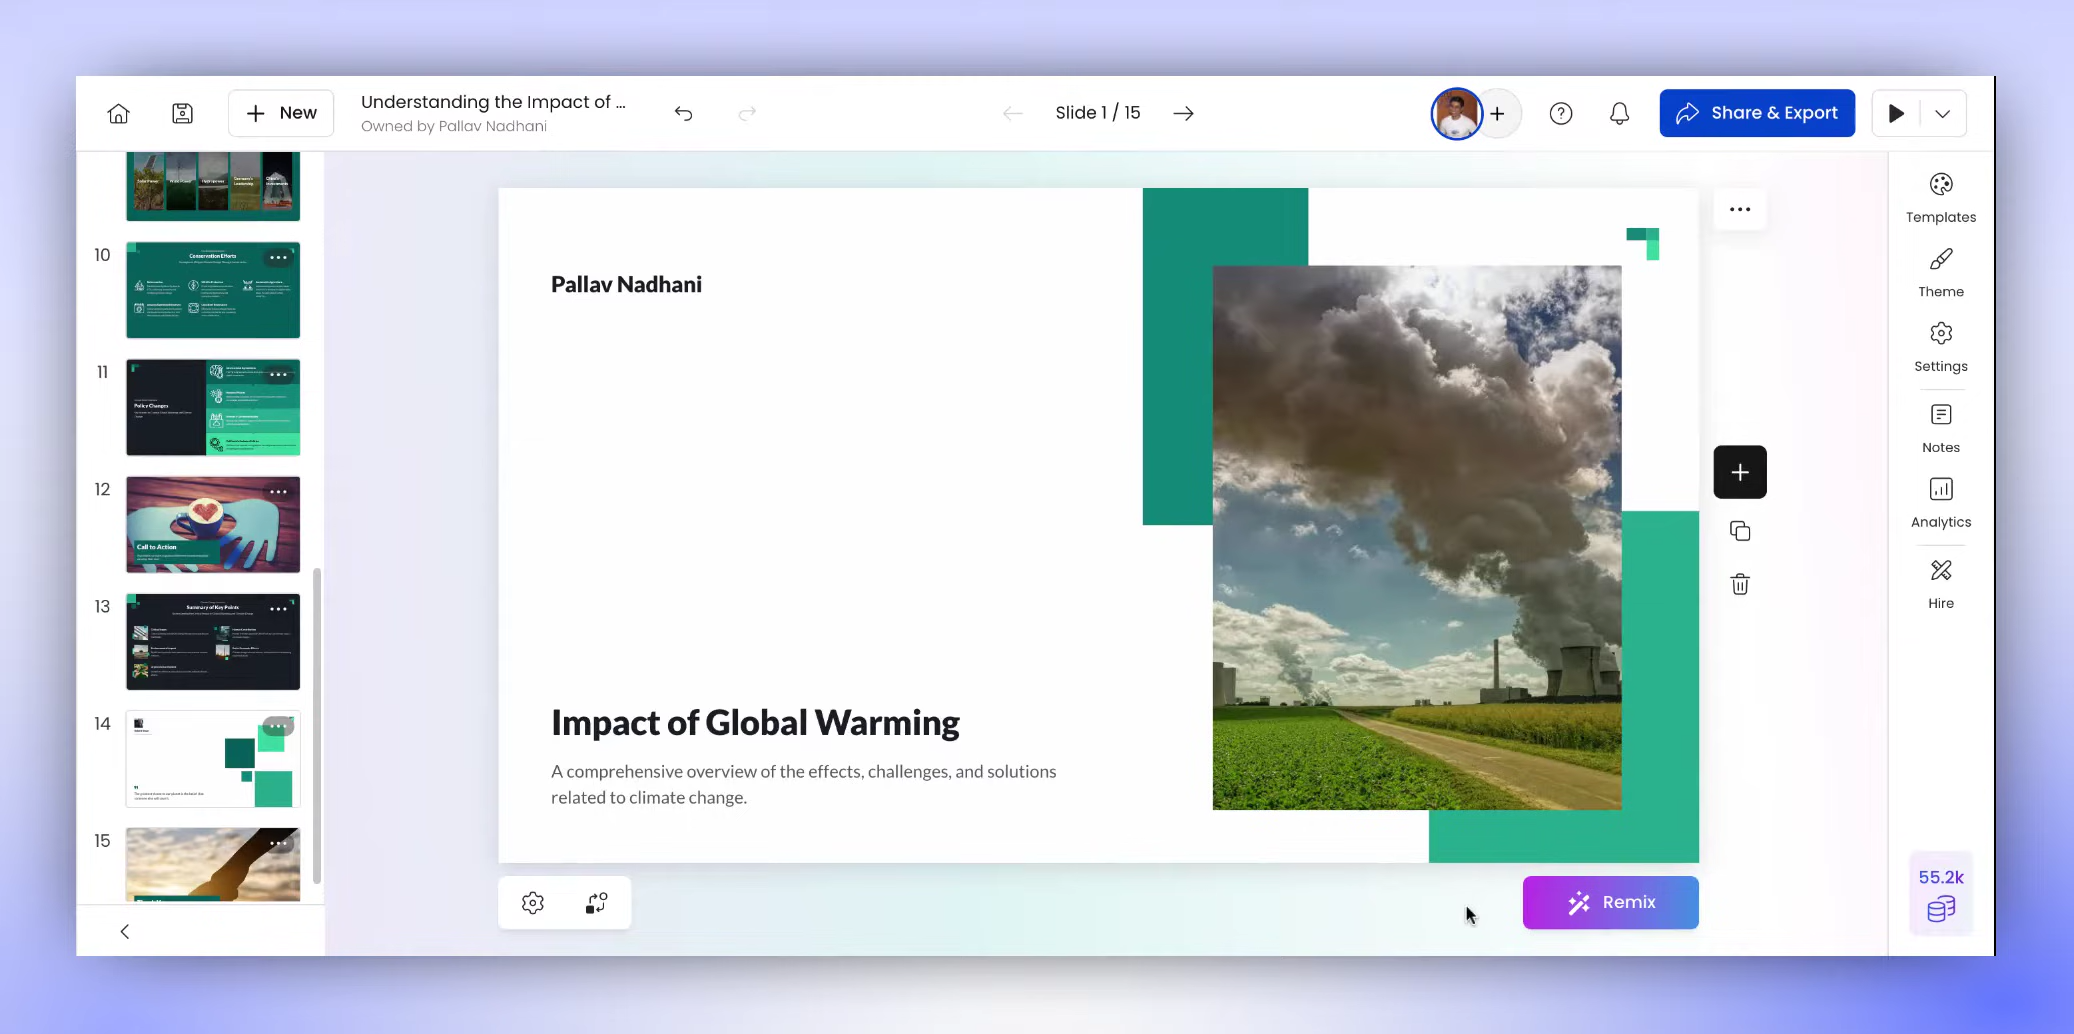 New
Understanding the Impact of ...
Owned by Pallav Nadhani
Slide 1 / 15
Share & Export
10
Conservation Efforts
11
Policy Changes
12
Call to Action
13
Summary of Key Points
14
15
Pallav Nadhani
Impact of Global Warming
A comprehensive overview of the effects, challenges, and solutions
related to climate change.
Remix
Templates
Theme
Settings
Notes
Analytics
Hire
55.2k